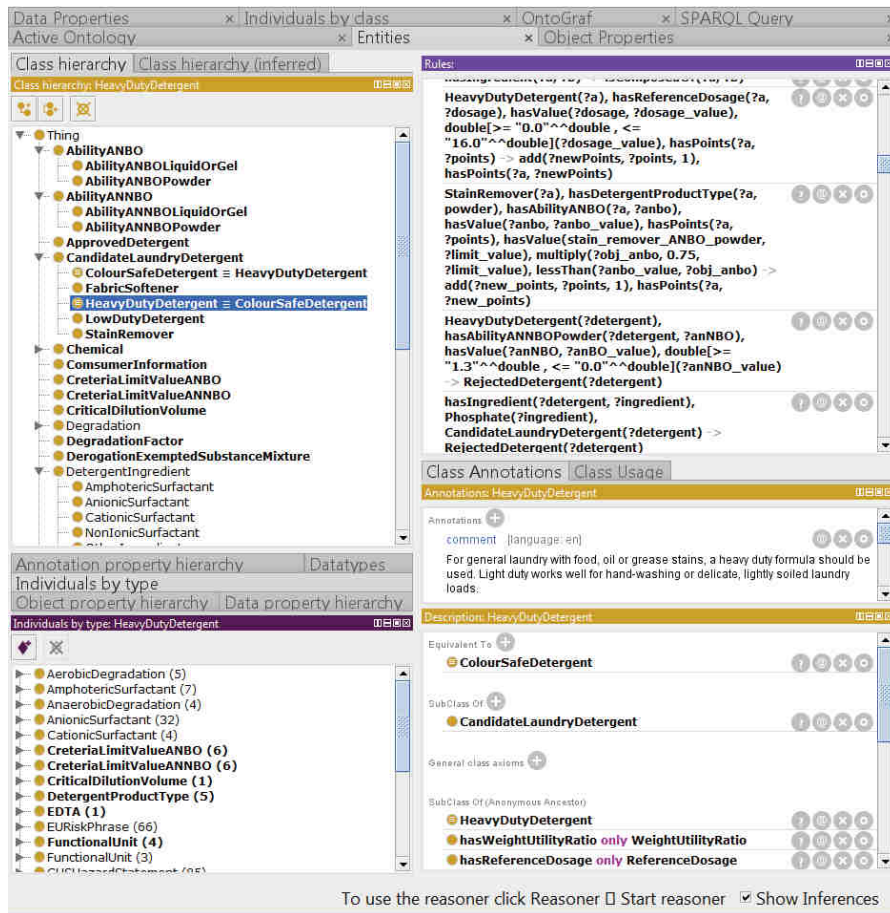 Data Properties × Individuals by class × OntoGraf × SPARQL Query
Active Ontology × Entities × Object Properties
Class hierarchy Class hierarchy (inferred)
Class hierarchy: HeavyDutyDetergent
Thing
AbilityANBO
AbilityANBOLiquidOrGel
AbilityANBOPowder
AbilityANNBO
AbilityANNBOLiquidOrGel
AbilityANNBOPowder
ApprovedDetergent
CandidateLaundryDetergent
ColourSafeDetergent ≡ HeavyDutyDetergent
FabricSoftener
HeavyDutyDetergent ≡ ColourSafeDetergent
LowDutyDetergent
StainRemover
Chemical
ComsumerInformation
CreteriaLimitValueANBO
CreteriaLimitValueANNBO
CriticalDilutionVolume
Degradation
DegradationFactor
DerogationExemptedSubstanceMixture
DetergentIngredient
AmphotericSurfactant
AnionicSurfactant
CationicSurfactant
NonIonicSurfactant
Annotation property hierarchy Datatypes
Individuals by type
Object property hierarchy Data property hierarchy
Individuals by type: HeavyDutyDetergent
AerobicDegradation (5)
AmphotericSurfactant (7)
AnaerobicDegradation (4)
AnionicSurfactant (32)
CationicSurfactant (4)
CreteriaLimitValueANBO (6)
CreteriaLimitValueANNBO (6)
CriticalDilutionVolume (1)
DetergentProductType (5)
EDTA (1)
EURiskPhrase (66)
FunctionalUnit (4)
FunctionalUnit (3)
Rules:
HeavyDutyDetergent(?a), hasReferenceDosage(?a,
?dosage), hasValue(?dosage, ?dosage_value),
double[>= "0.0"^^double , <=
"16.0"^^double](?dosage_value), hasPoints(?a,
?points) -> add(?newPoints, ?points, 1),
hasPoints(?a, ?newPoints)
StainRemover(?a), hasDetergentProductType(?a,
powder), hasAbilityANBO(?a, ?anbo),
hasValue(?anbo, ?anbo_value), hasPoints(?a,
?points), hasValue(stain_remover_ANBO_powder,
?limit_value), multiply(?obj_anbo, 0.75,
?limit_value), lessThan(?anbo_value, ?obj_anbo) ->
add(?new_points, ?points, 1), hasPoints(?a,
?new_points)
HeavyDutyDetergent(?detergent),
hasAbilityANNBOPowder(?detergent, ?anNBO),
hasValue(?anNBO, ?anBO_value), double[>=
"1.3"^^double , <= "0.0"^^double](?anNBO_value)
-> RejectedDetergent(?detergent)
hasIngredient(?detergent, ?ingredient),
Phosphate(?ingredient),
CandidateLaundryDetergent(?detergent) ->
RejectedDetergent(?detergent)
Class Annotations Class Usage
Annotations: HeavyDutyDetergent
Annotations
comment [language: en]
For general laundry with food, oil or grease stains, a heavy duty formula should be
used. Light duty works well for hand-washing or delicate, lightly soiled laundry
loads.
Description: HeavyDutyDetergent
Equivalent To
ColourSafeDetergent
SubClass Of
CandidateLaundryDetergent
General class axioms
SubClass Of (Anonymous Ancestor)
HeavyDutyDetergent
hasWeightUtilityRatio only WeightUtilityRatio
hasReferenceDosage only ReferenceDosage
To use the reasoner click Reasoner Start reasoner Show Inferences